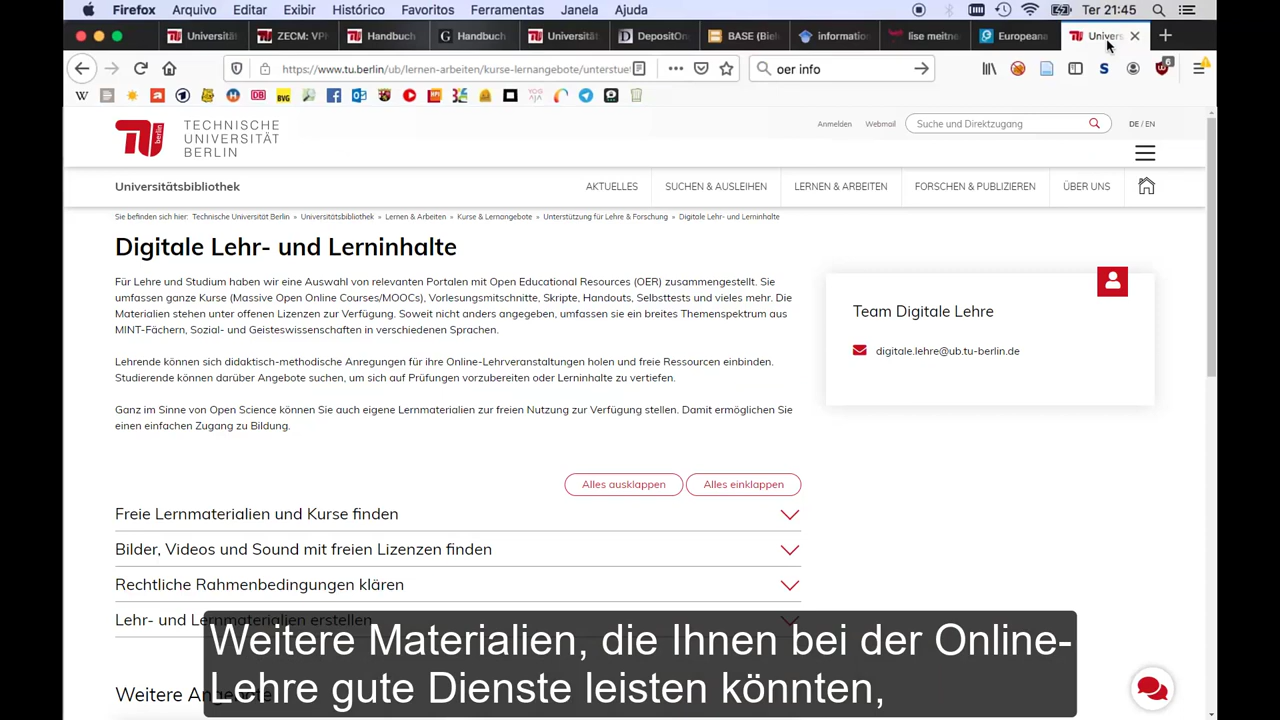 Firefox Arquivo Editar Exibir Histórico Favoritos Ferramentas Janela Ajuda Ter 21:45
Universitä ZECM: VPN Handbuch Handbuch Universitä DepositOn BASE (Biel information lise meitner Europeana Univers
https://www.tu.berlin/ub/lernen-arbeiten/kurse-lernangebote/unterstue oer info 6
TECHNISCHE
UNIVERSITÄT
BERLIN
Anmelden Webmail Suche und Direktzugang DE / EN
Universitätsbibliothek AKTUELLES SUCHEN & AUSLEIHEN LERNEN & ARBEITEN FORSCHEN & PUBLIZIEREN ÜBER UNS
Sie befinden sich hier: Technische Universität Berlin » Universitätsbibliothek » Lernen & Arbeiten » Kurse & Lernangebote » Unterstützung für Lehre & Forschung » Digitale Lehr- und Lerninhalte
Digitale Lehr- und Lerninhalte
Für Lehre und Studium haben wir eine Auswahl von relevanten Portalen mit Open Educational Resources (OER) zusammengestellt. Sie
umfassen ganze Kurse (Massive Open Online Courses/MOOCs), Vorlesungsmitschnitte, Skripte, Handouts, Selbsttests und vieles mehr. Die
Materialien stehen unter offenen Lizenzen zur Verfügung. Soweit nicht anders angegeben, umfassen sie ein breites Themenspektrum aus
MINT-Fächern, Sozial- und Geisteswissenschaften in verschiedenen Sprachen.
Lehrende können sich didaktisch-methodische Anregungen für ihre Online-Lehrveranstaltungen holen und freie Ressourcen einbinden.
Studierende können darüber Angebote suchen, um sich auf Prüfungen vorzubereiten oder Lerninhalte zu vertiefen.
Ganz im Sinne von Open Science können Sie auch eigene Lernmaterialien zur freien Nutzung zur Verfügung stellen. Damit ermöglichen Sie
einen einfachen Zugang zu Bildung.
Team Digitale Lehre
digitale.lehre@ub.tu-berlin.de
Alles ausklappen Alles einklappen
Freie Lernmaterialien und Kurse finden
Bilder, Videos und Sound mit freien Lizenzen finden
Rechtliche Rahmenbedingungen klären
Lehr- und Lernmaterialien erstellen
Weitere Angebote
Weitere Materialien, die Ihnen bei der Online-
Lehre gute Dienste leisten könnten,